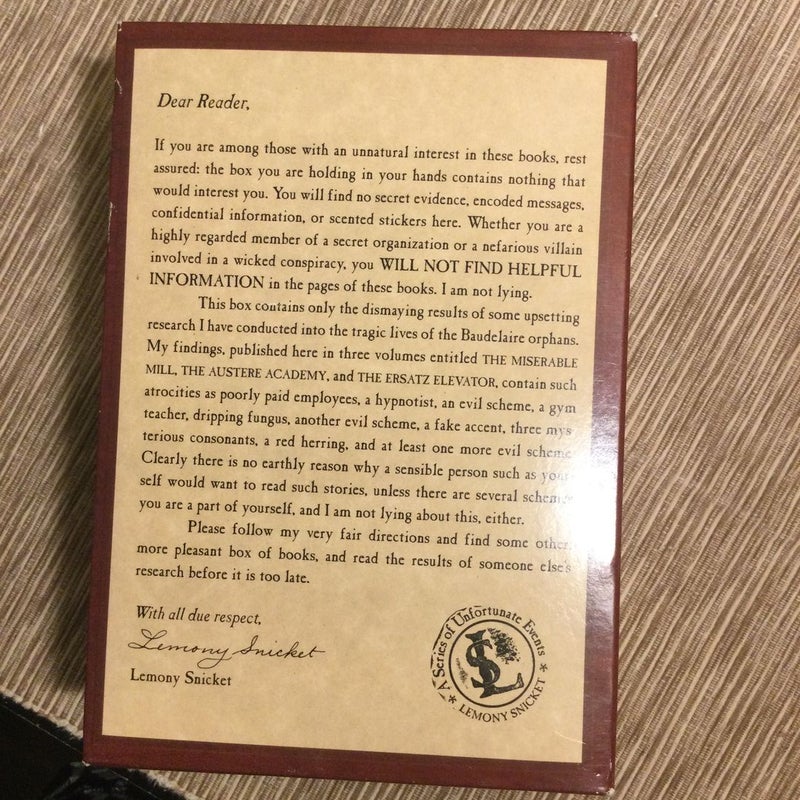 Dear Reader,
If you are among those with an unnatural interest in these books, rest
assured: the box you are holding in your hands contains nothing that
would interest you. You will find no secret evidence, encoded messages,
confidential information, or scented stickers here. Whether you are a
highly regarded member of a secret organization or a nefarious villain
involved in a wicked conspiracy, you WILL NOT FIND HELPFUL
INFORMATION in the pages of these books. I am not lying.
This box contains only the dismaying results of some upsetting
research I have conducted into the tragic lives of the Baudelaire orphans.
My findings, published here in three volumes entitled THE MISERABLE
MILL, THE AUSTERE ACADEMY, and THE ERSATZ ELEVATOR, contain such
atrocities as poorly paid employees, a hypnotist, an evil scheme, a gym
teacher, dripping fungus, another evil scheme, a fake accent, three mys
terious consonants, a red herring, and at least one more evil scheme.
Clearly there is no earthly reason why a sensible person such as your
self would want to read such stories, unless there are several schemes
you are a part of yourself, and I am not lying about this, either.
Please follow my very fair directions and find some other,
more pleasant box of books, and read the results of someone else's
research before it is too late.
With all due respect,
Lemony Snicket
Lemony Snicket
A Series of Unfortunate Events
LS
* LEMONY SNICKET *